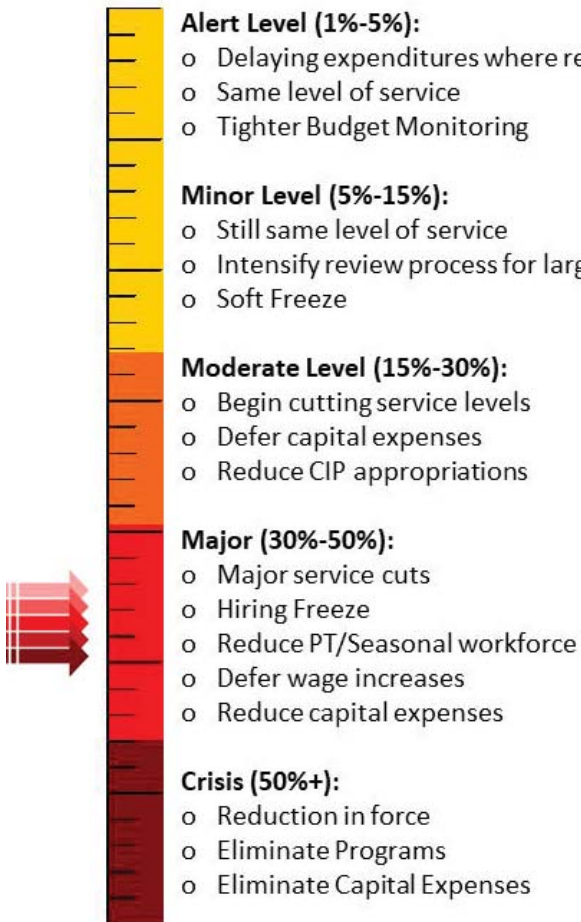 Alert Level (1%-5%):
o Delaying expenditures where
o Same level of service
o Tighter Budget Monitoring
Minor Level (5%-15%):
o Still same level of service
o Intensify review process for
o Soft Freeze
Moderate Level (15%-30%):
o Begin cutting service levels
o Defer capital expenses
o Reduce CIP appropriations
Major (30%-50%):
o Major service cuts
o Hiring Freeze
o Reduce PT/Seasonal workforce
o Defer wage increases
o Reduce capital expenses
Crisis (50%+):
o Reduction in force
o Eliminate Programs
o Eliminate Capital Expenses